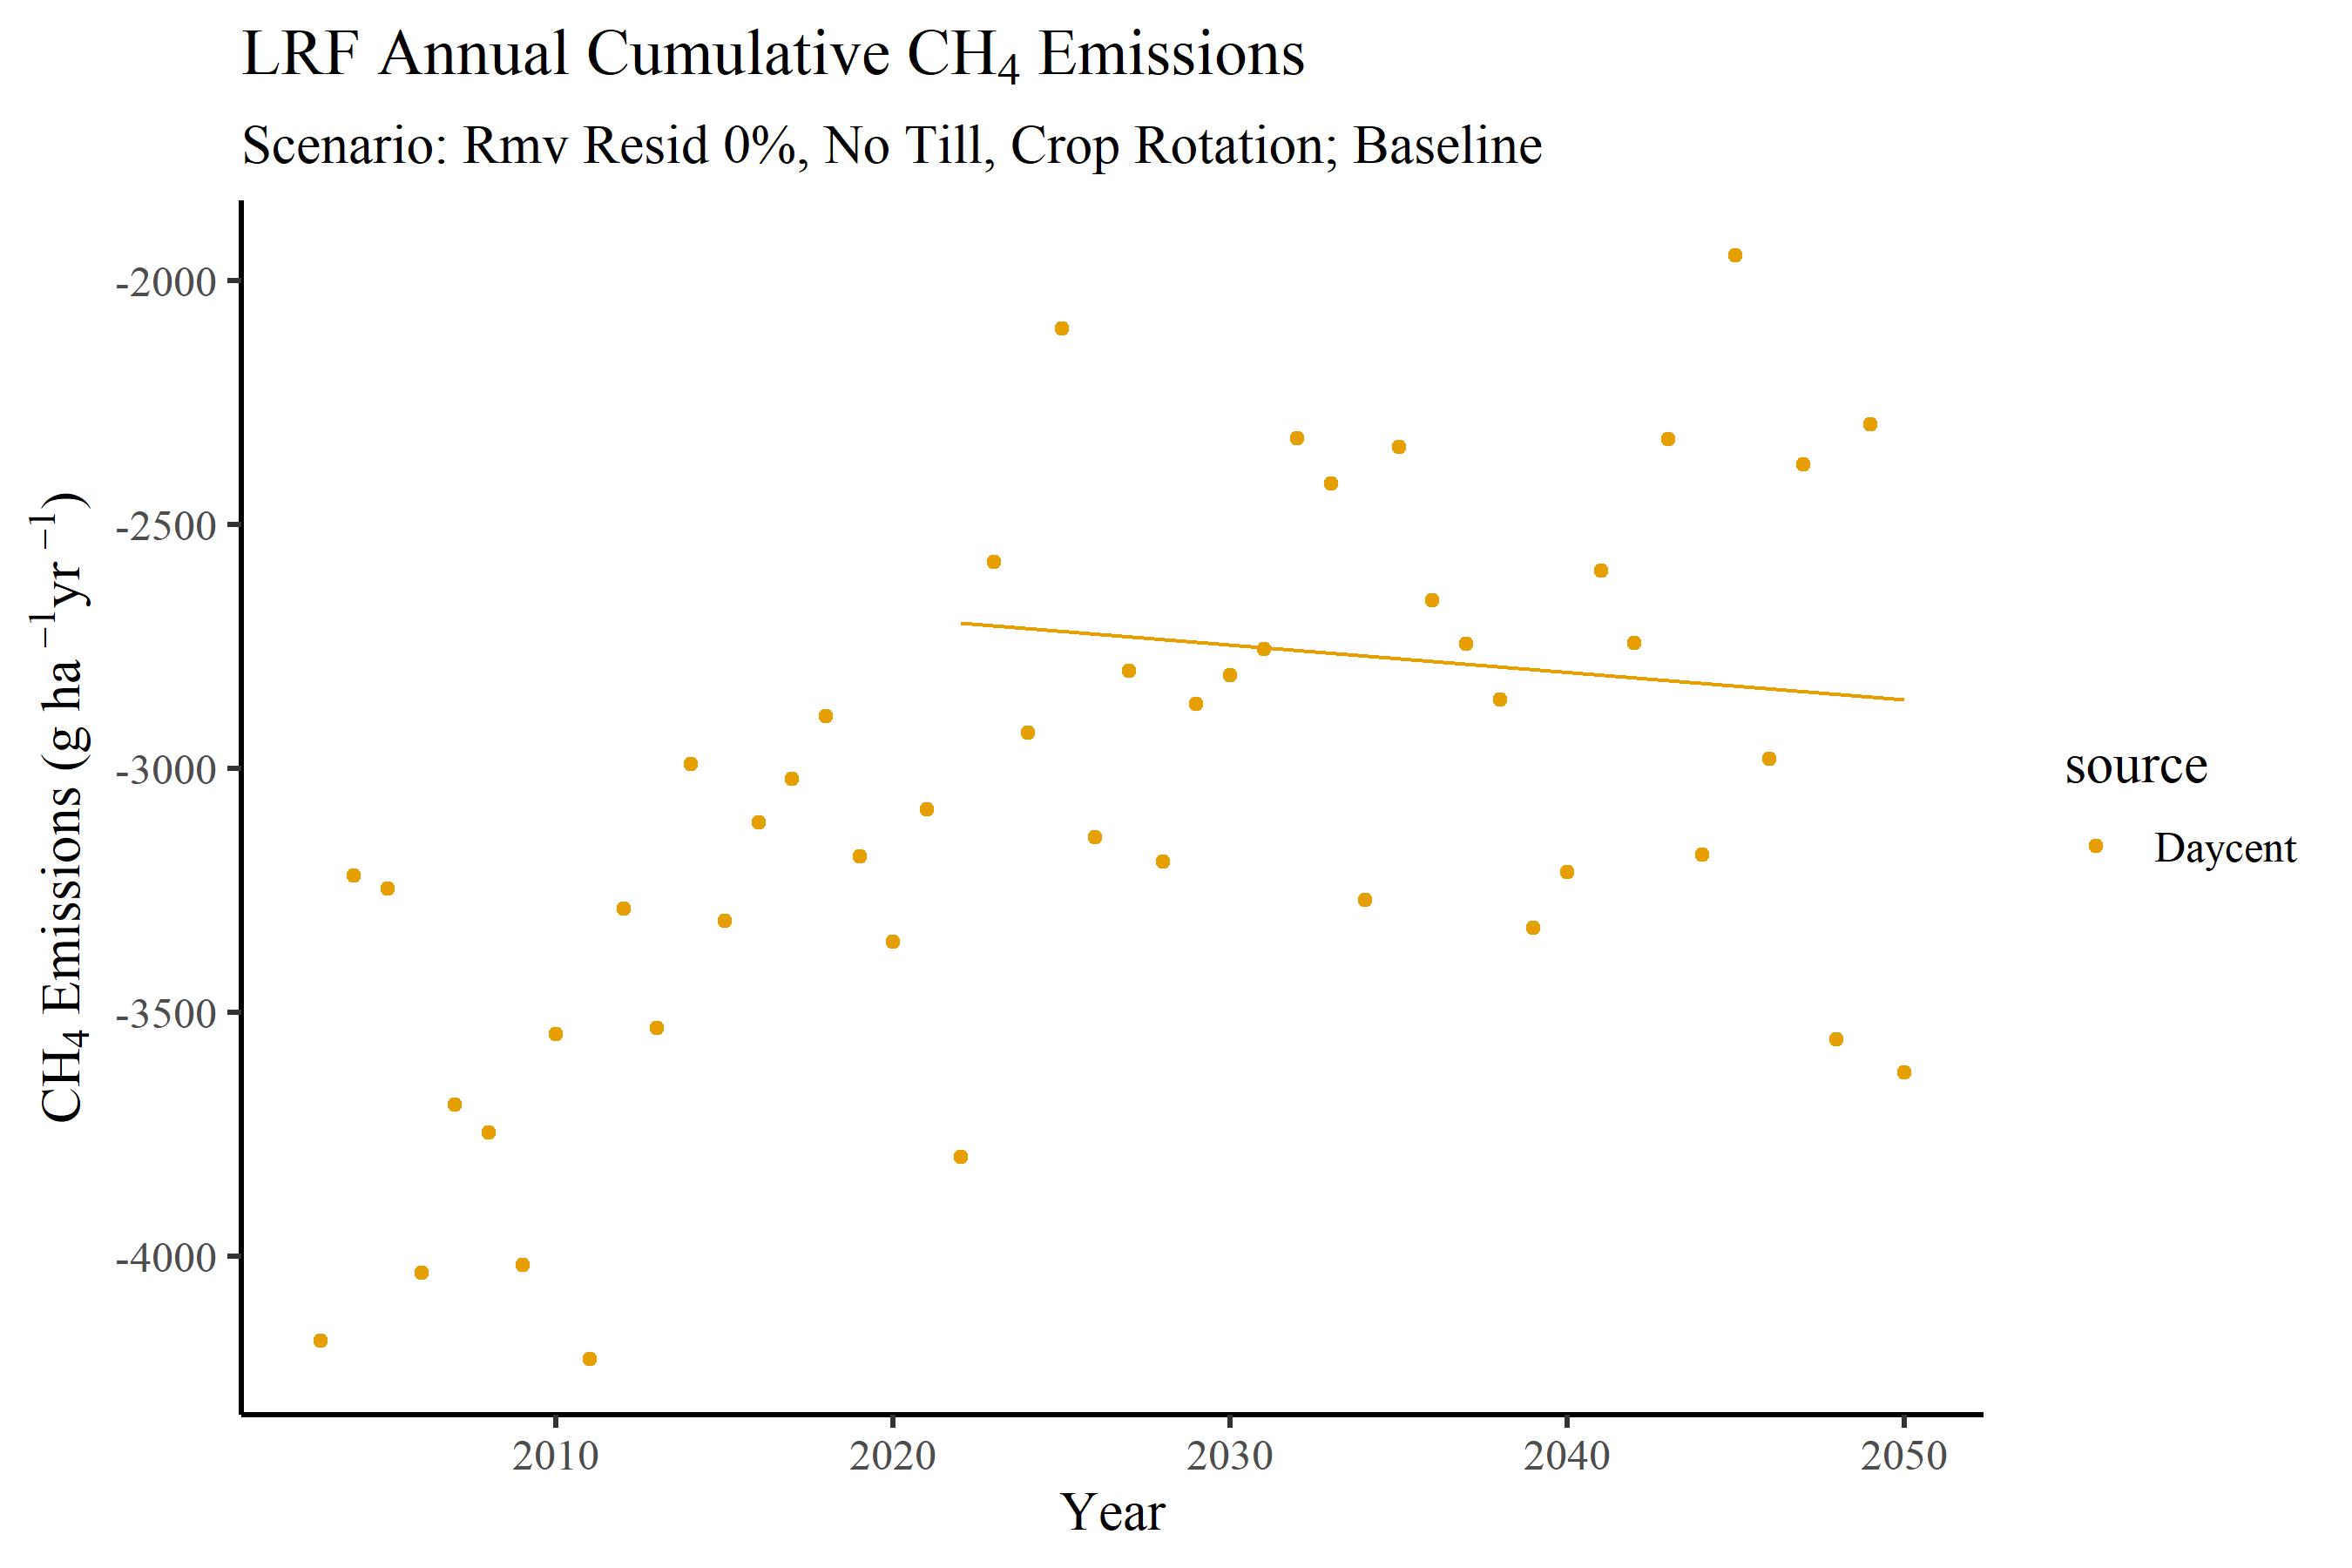 LRF Annual Cumulative CH₄ Emissions
Scenario: Rmv Resid 0%, No Till, Crop Rotation; Baseline
CH₄ Emissions (g ha ⁻¹yr ⁻¹)
-2000
-2500
-3000
-3500
-4000
2010 2020 2030 2040 2050
Year
source
Daycent